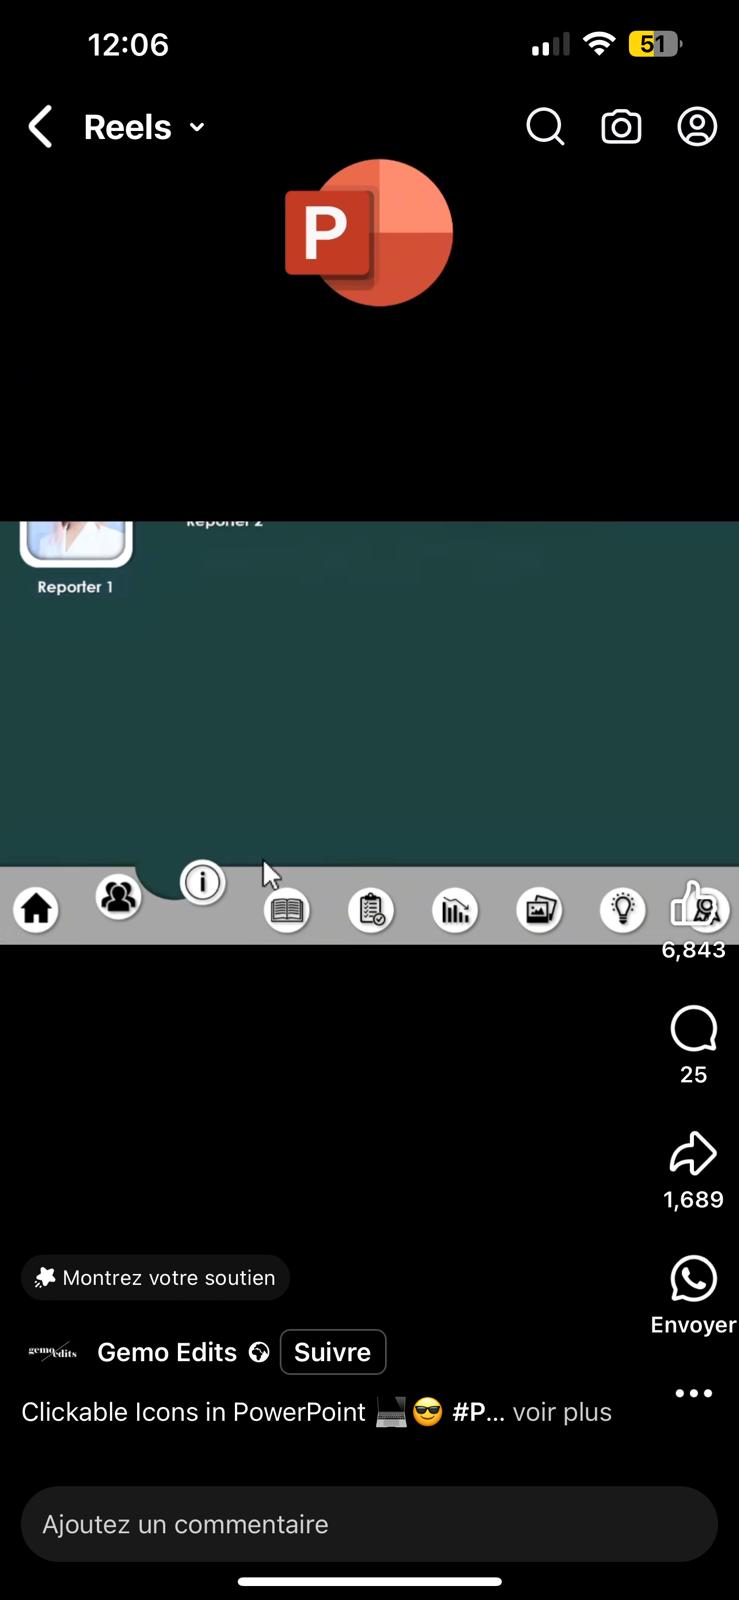 12:06
51
Reels
P
Reporter 2
Reporter 1
i
6,843
25
1,689
Envoyer
Montrez votre soutien
gemo edits
Gemo Edits
Suivre
Clickable Icons in PowerPoint 💻😎 #P... voir plus
Ajoutez un commentaire